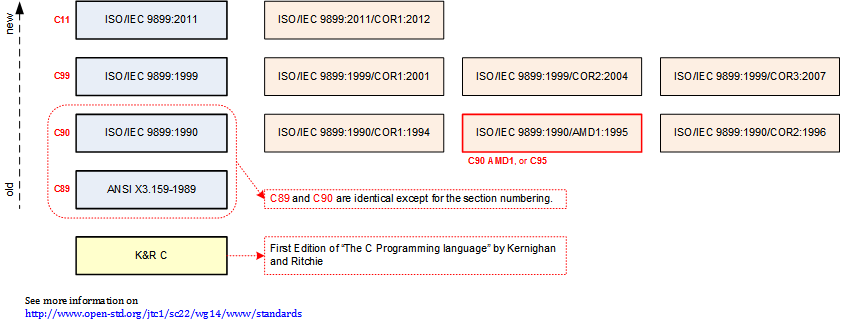 new
C11
ISO/IEC 9899:2011
ISO/IEC 9899:2011/COR1:2012
C99
ISO/IEC 9899:1999
ISO/IEC 9899:1999/COR1:2001
ISO/IEC 9899:1999/COR2:2004
ISO/IEC 9899:1999/COR3:2007
C90
ISO/IEC 9899:1990
ISO/IEC 9899:1990/COR1:1994
ISO/IEC 9899:1990/AMD1:1995
ISO/IEC 9899:1990/COR2:1996
C90 AMD1, or C95
old
C89
ANSI X3.159-1989
C89 and C90 are identical except for the section numbering.
K&R C
First Edition of “The C Programming language” by Kernighan
and Ritchie
See more information on
http://www.open-std.org/jtc1/sc22/wg14/www/standards